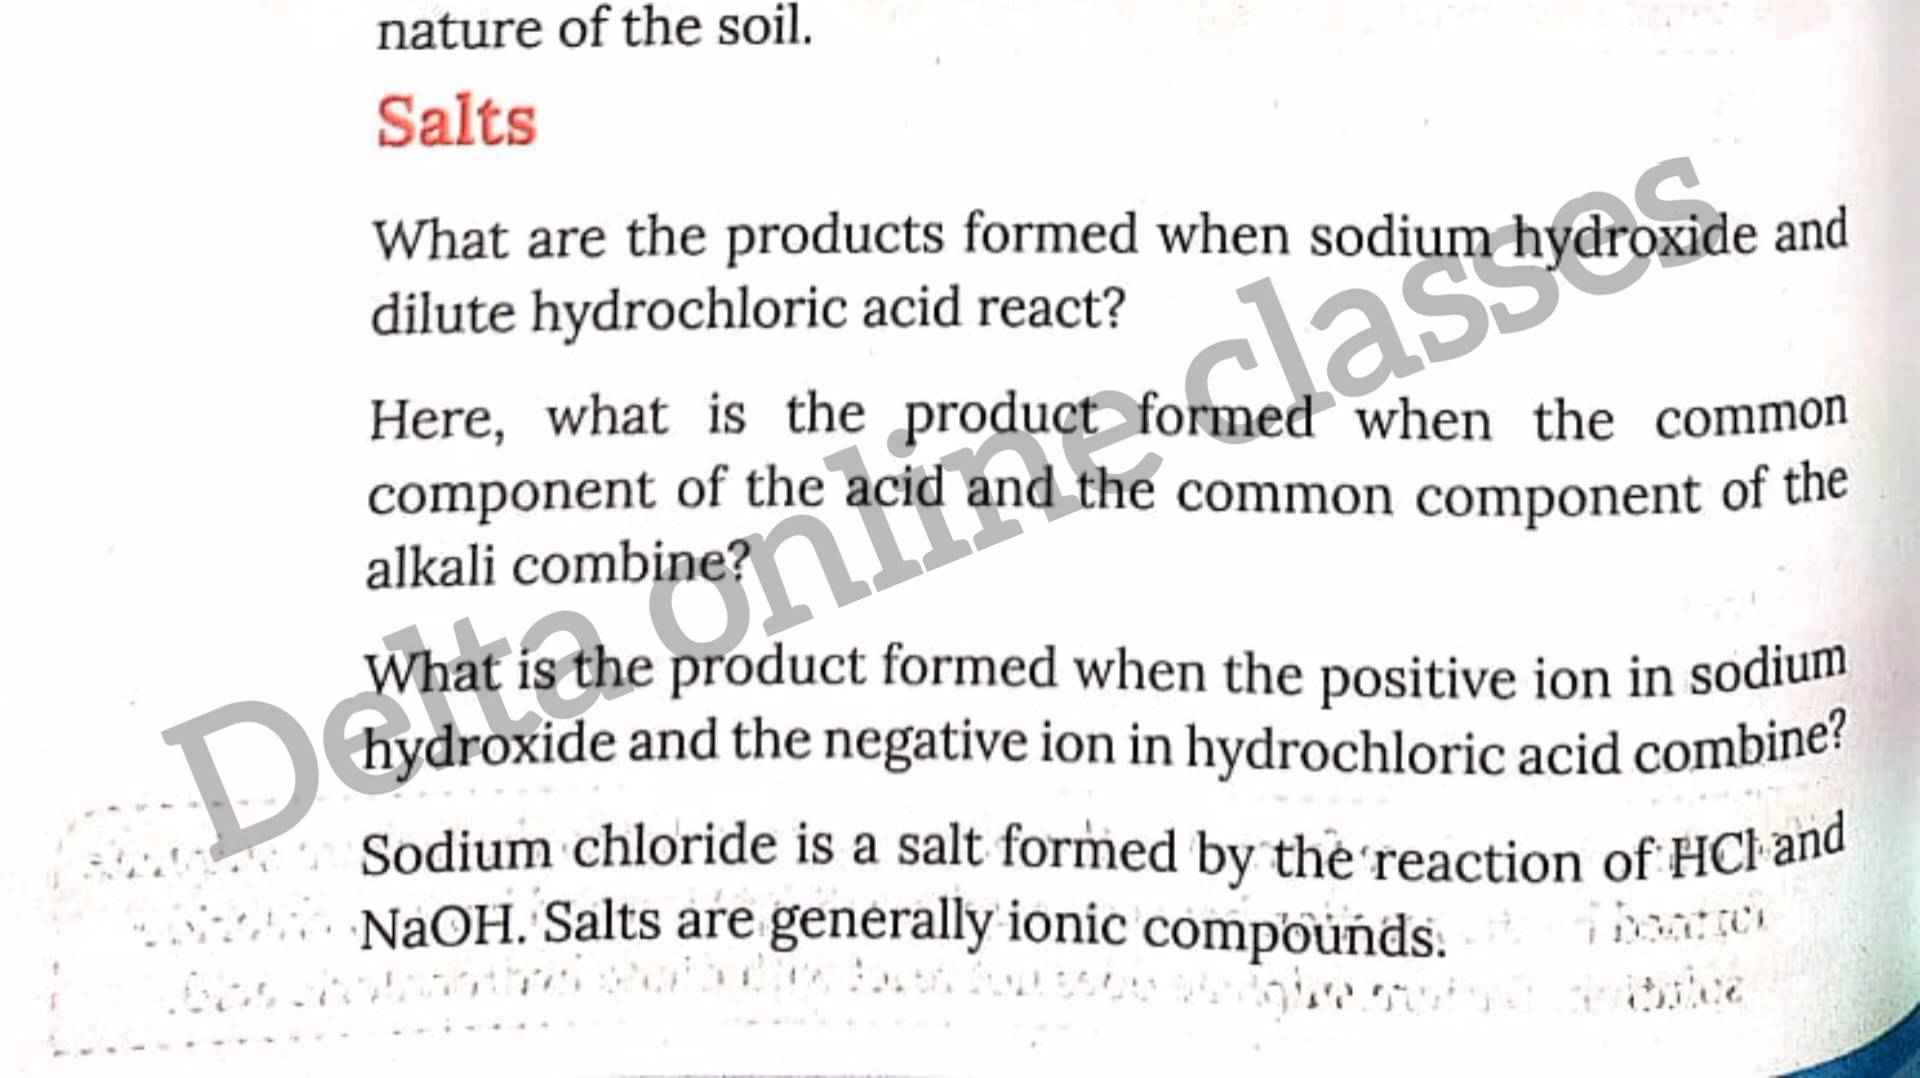 nature of the soil.
Salts
What are the products formed when sodium hydroxide and
dilute hydrochloric acid react?
Here, what is the product formed when the common
component of the acid and the common component of the
alkali combine?
What is the product formed when the positive ion in sodium
hydroxide and the negative ion in hydrochloric acid combine?
Sodium chloride is a salt formed by the reaction of HCl and
NaOH. Salts are generally ionic compounds.
Delta online classes